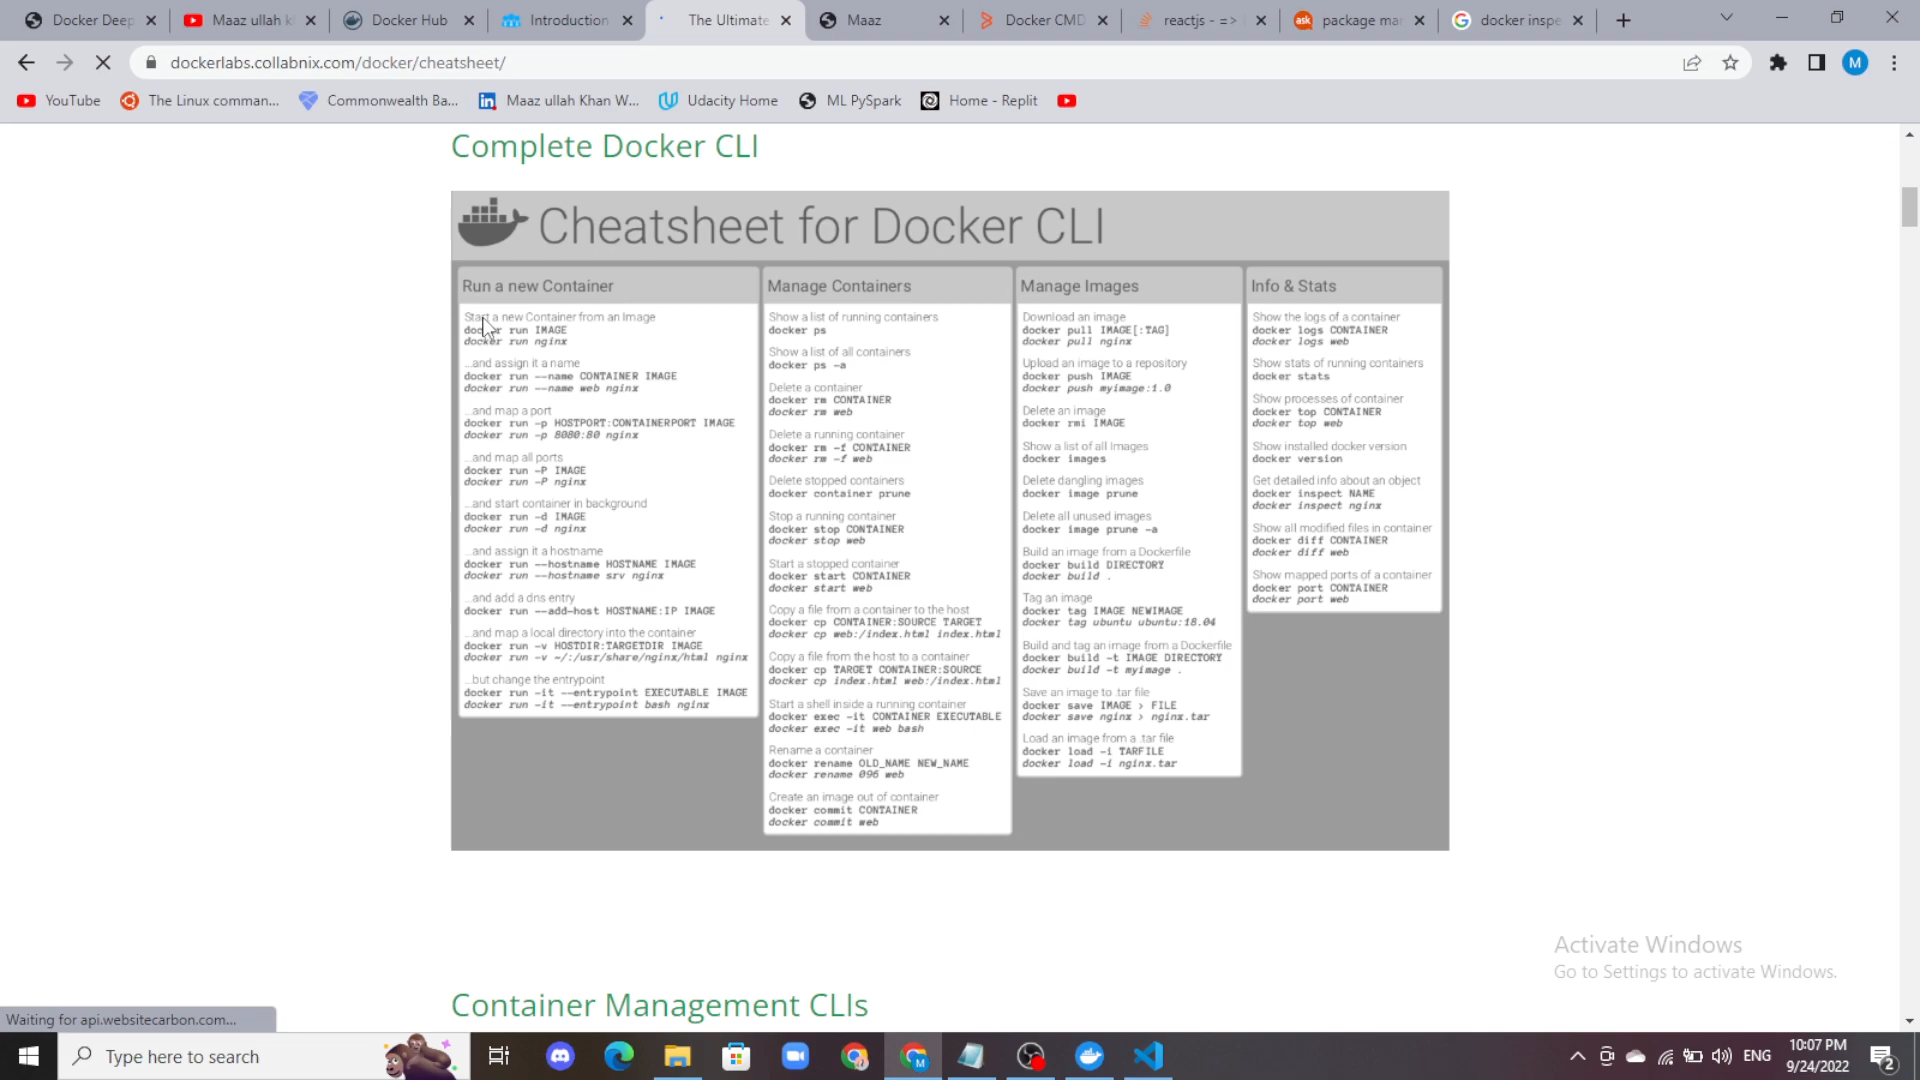 Docker Deep
Maaz ullah k
Docker Hub
Introduction
The Ultimate
Maaz
Docker CMD
reactjs - =>
ask
package mar
docker inspe
dockerlabs.collabnix.com/docker/cheatsheet/
M
YouTube
The Linux comman...
Commonwealth Ba...
Maaz ullah Khan W...
Udacity Home
ML PySpark
Home - Replit
Complete Docker CLI
Cheatsheet for Docker CLI
Run a new Container
Start a new Container from an Image
docker run IMAGE
docker run nginx
...and assign it a name
docker run --name CONTAINER IMAGE
docker run --name web nginx
...and map a port
docker run -p HOSTPORT:CONTAINERPORT IMAGE
docker run -p 8080:80 nginx
...and map all ports
docker run -P IMAGE
docker run -P nginx
...and start container in background
docker run -d IMAGE
docker run -d nginx
...and assign it a hostname
docker run --hostname HOSTNAME IMAGE
docker run --hostname srv nginx
...and add a dns entry
docker run --add-host HOSTNAME:IP IMAGE
...and map a local directory into the container
docker run -v HOSTDIR:TARGETDIR IMAGE
docker run -v ~/:/usr/share/nginx/html nginx
...but change the entrypoint
docker run -it --entrypoint EXECUTABLE IMAGE
docker run -it --entrypoint bash nginx
Manage Containers
Show a list of running containers
docker ps
Show a list of all containers
docker ps -a
Delete a container
docker rm CONTAINER
docker rm web
Delete a running container
docker rm -f CONTAINER
docker rm -f web
Delete stopped containers
docker container prune
Stop a running container
docker stop CONTAINER
docker stop web
Start a stopped container
docker start CONTAINER
docker start web
Copy a file from a container to the host
docker cp CONTAINER:SOURCE TARGET
docker cp web:/index.html index.html
Copy a file from the host to a container
docker cp TARGET CONTAINER:SOURCE
docker cp index.html web:/index.html
Start a shell inside a running container
docker exec -it CONTAINER EXECUTABLE
docker exec -it web bash
Rename a container
docker rename OLD_NAME NEW_NAME
docker rename 096 web
Create an image out of container
docker commit CONTAINER
docker commit web
Manage Images
Download an image
docker pull IMAGE[:TAG]
docker pull nginx
Upload an image to a repository
docker push IMAGE
docker push myimage:1.0
Delete an image
docker rmi IMAGE
Show a list of all Images
docker images
Delete dangling images
docker image prune
Delete all unused images
docker image prune -a
Build an image from a Dockerfile
docker build DIRECTORY
docker build .
Tag an image
docker tag IMAGE NEWIMAGE
docker tag ubuntu ubuntu:18.04
Build and tag an image from a Dockerfile
docker build -t IMAGE DIRECTORY
docker build -t myimage .
Save an image to .tar file
docker save IMAGE > FILE
docker save nginx > nginx.tar
Load an image from a .tar file
docker load -i TARFILE
docker load -i nginx.tar
Info & Stats
Show the logs of a container
docker logs CONTAINER
docker logs web
Show stats of running containers
docker stats
Show processes of container
docker top CONTAINER
docker top web
Show installed docker version
docker version
Get detailed info about an object
docker inspect NAME
docker inspect nginx
Show all modified files in container
docker diff CONTAINER
docker diff web
Show mapped ports of a container
docker port CONTAINER
docker port web
Container Management CLIs
Activate Windows
Go to Settings to activate Windows.
Waiting for api.websitecarbon.com...
Type here to search
M
ENG
10:07 PM
9/24/2022
2